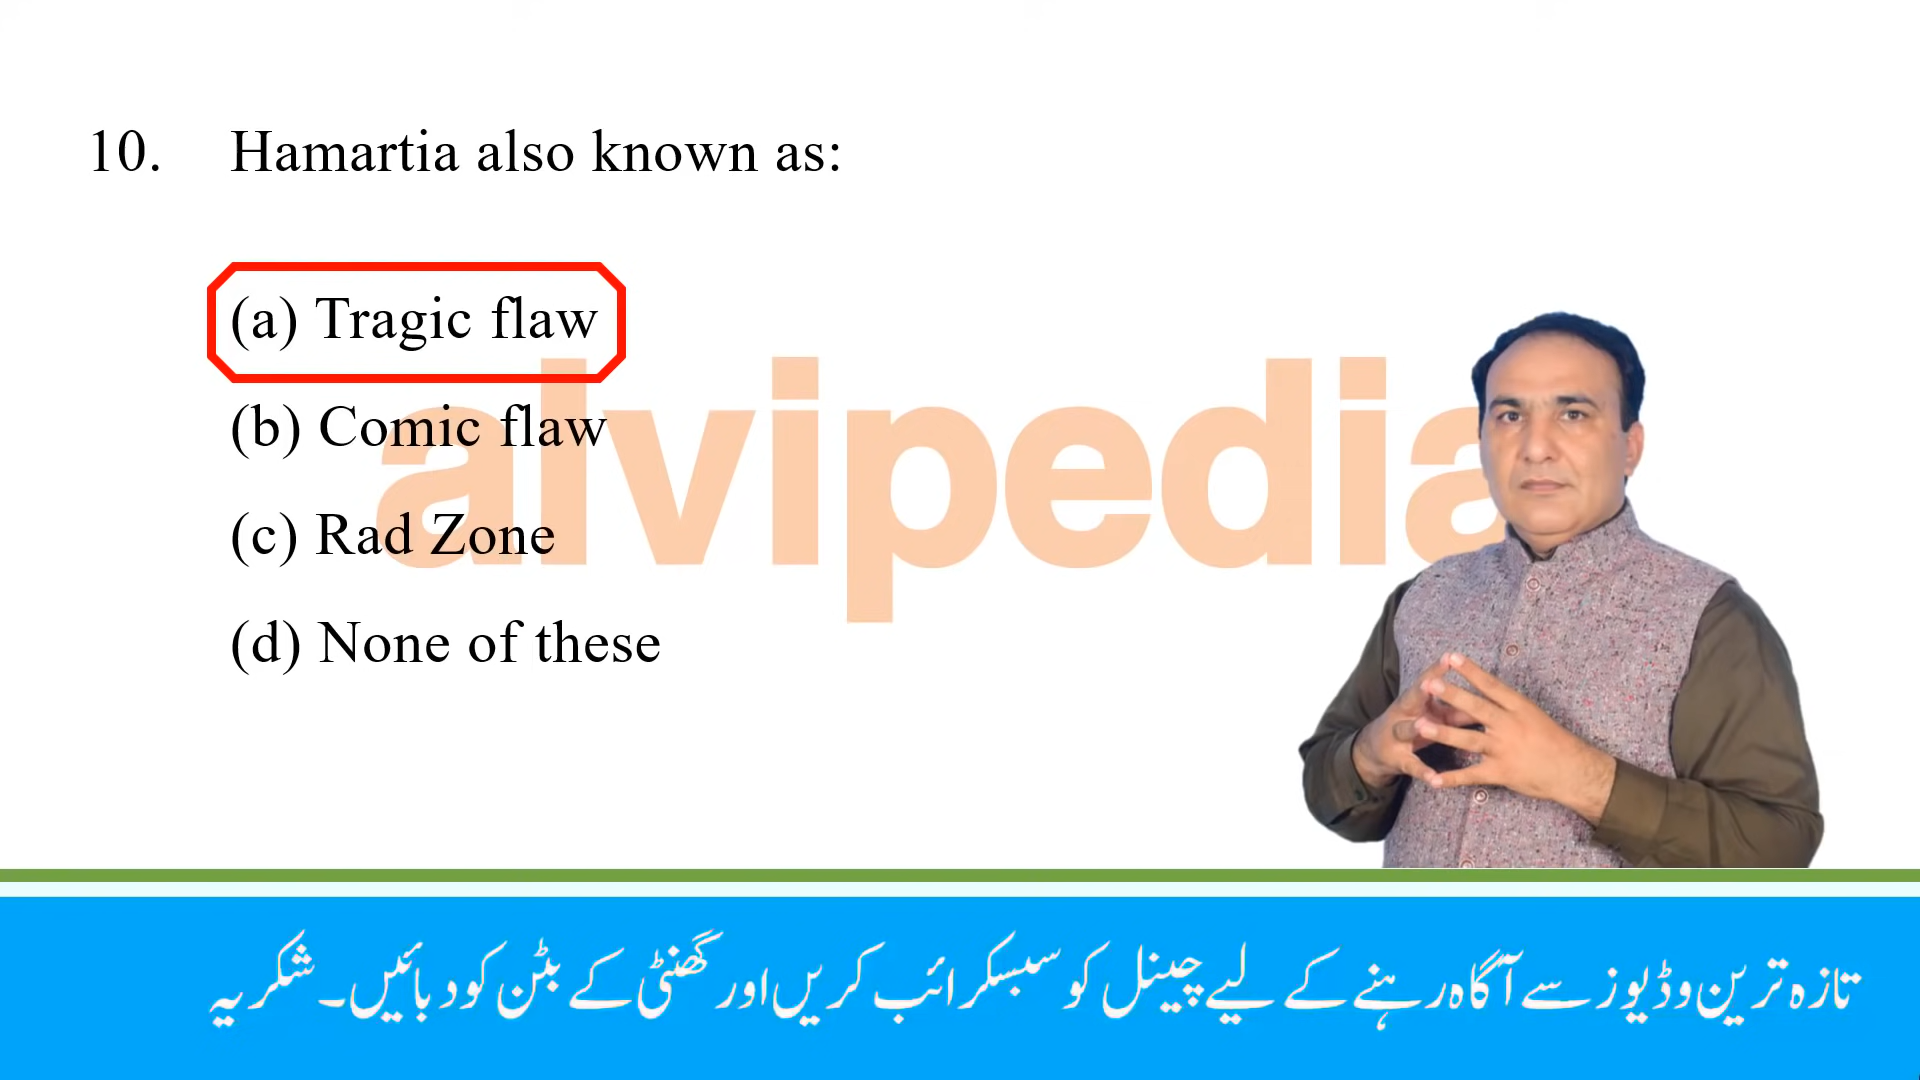 10. Hamartia also known as:
(a) Tragic flaw
(b) Comic flaw
(c) Rad Zone
(d) None of these
alvipedia
تازہ ترین وڈیوز سے آگاہ رہنے کے لیے چینل کو سبسکرائب کریں اور گھنٹی کے بٹن کو دبائیں۔ شکریہ